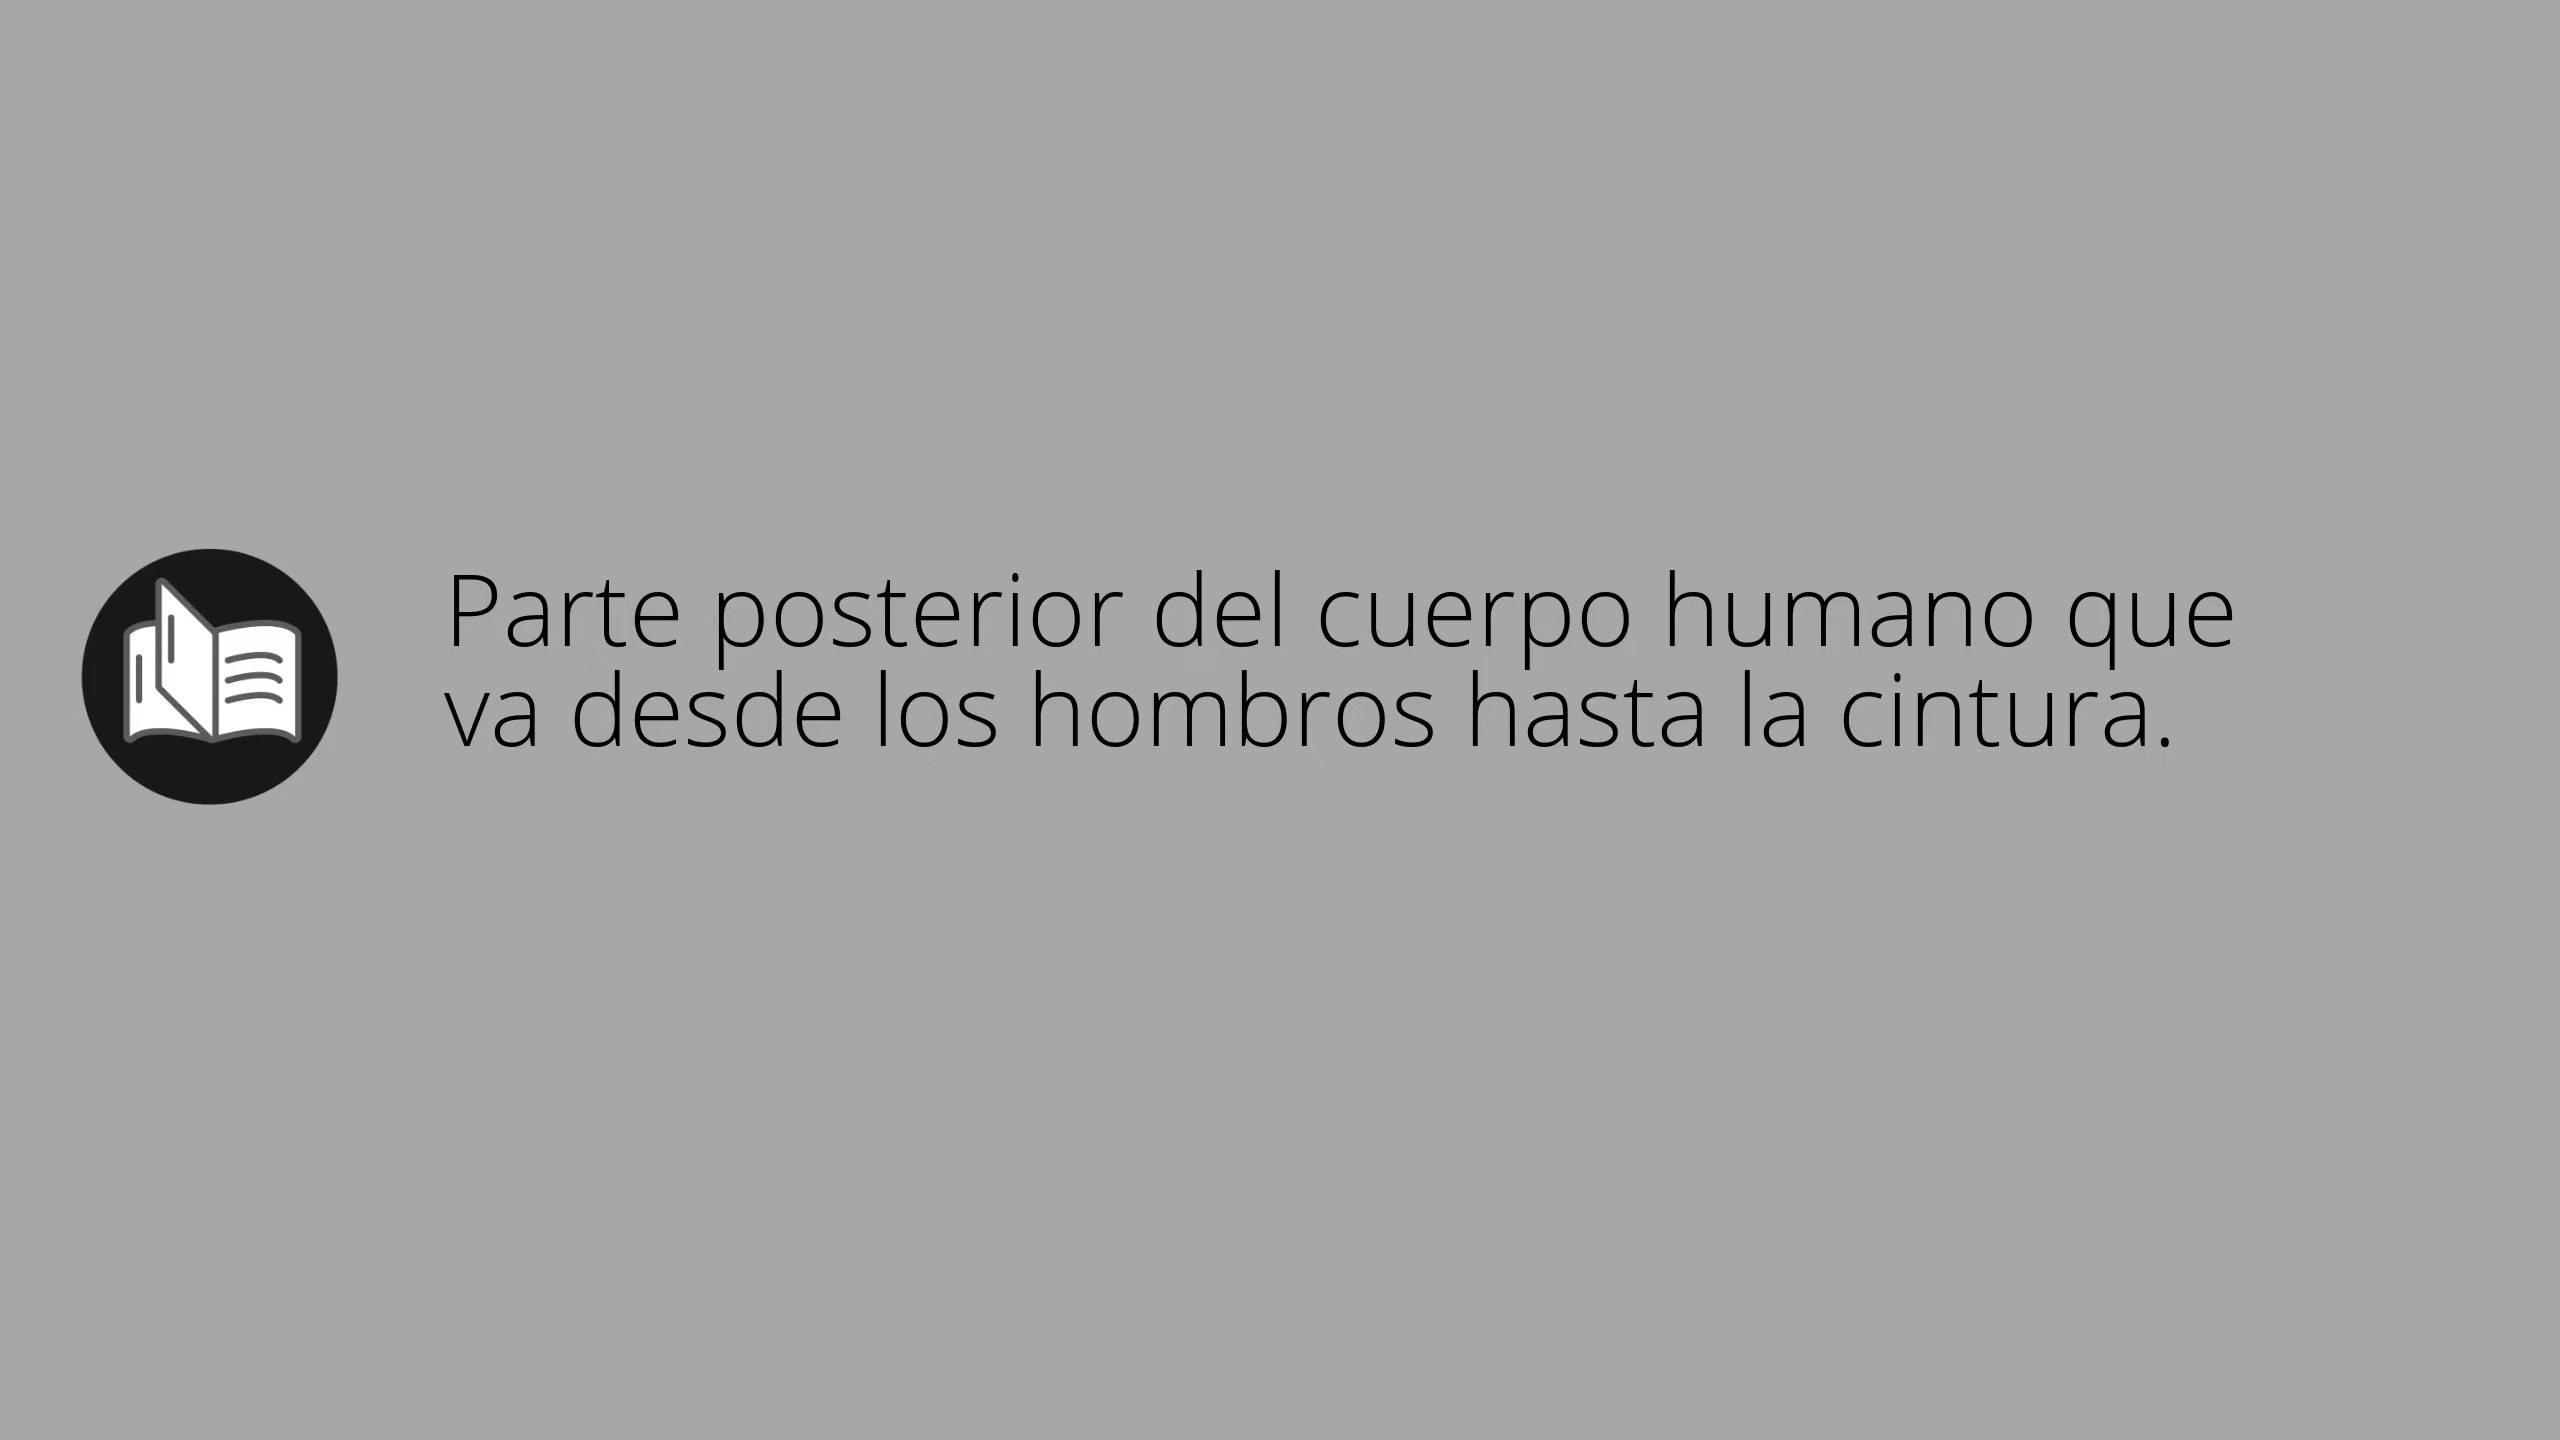 Parte posterior del cuerpo humano que
va desde los hombros hasta la cintura.